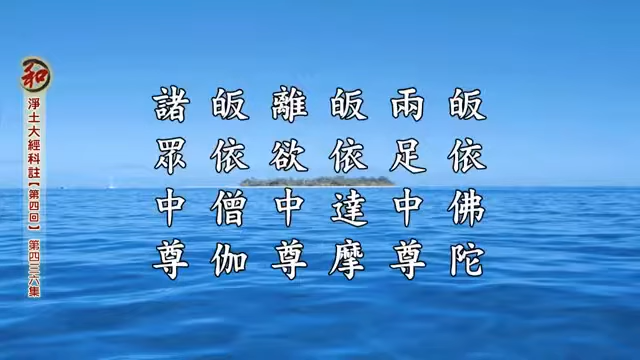 皈依佛陀
兩足中尊
皈依達摩
離欲中尊
皈依僧伽
諸眾中尊
和
淨土大經科註【第四回】 第四三六集